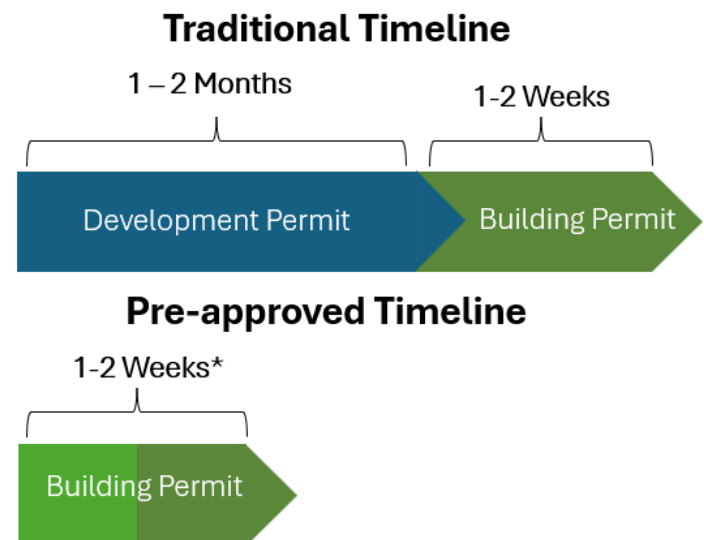 Traditional Timeline
1 – 2 Months
1-2 Weeks
Development Permit
Building Permit
Pre-approved Timeline
1-2 Weeks*
Building Permit